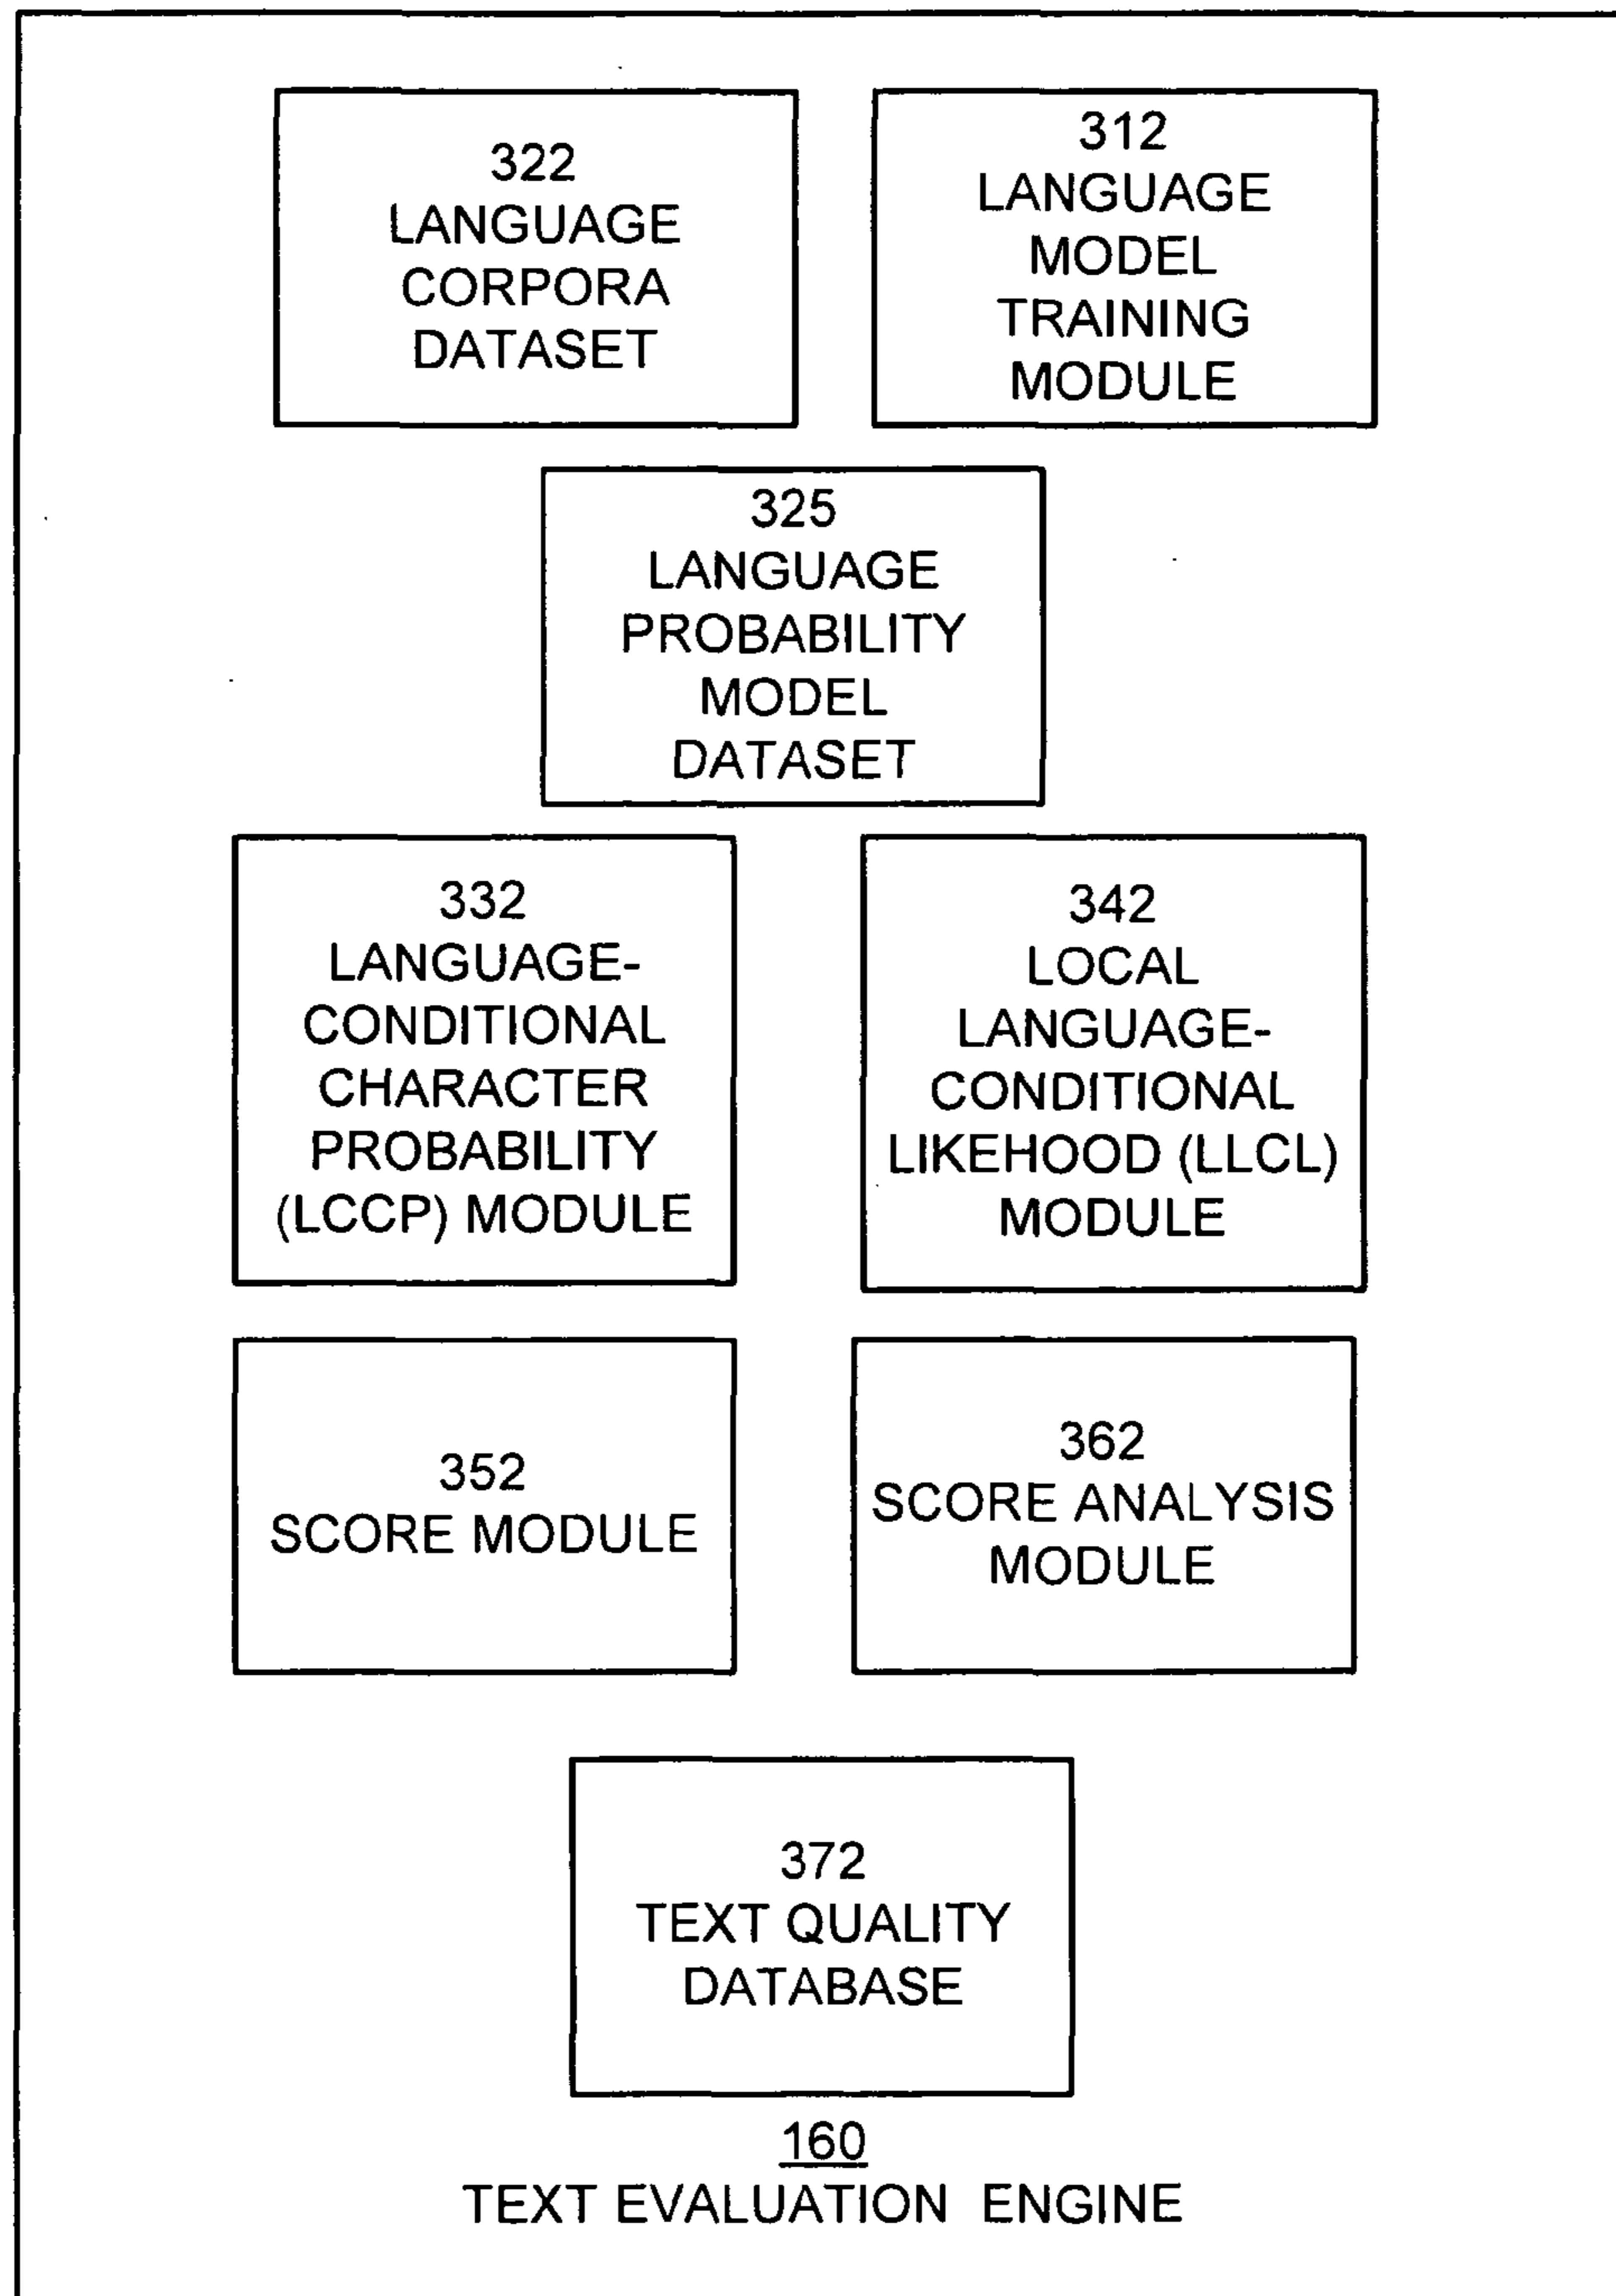 322
LANGUAGE
CORPORA
DATASET
312
LANGUAGE
MODEL
TRAINING
MODULE
325
LANGUAGE
PROBABILITY
MODEL
DATASET
332
LANGUAGE-
CONDITIONAL
CHARACTER
PROBABILITY
(LCCP) MODULE
342
LOCAL
LANGUAGE-
CONDITIONAL
LIKEHOOD (LLCL)
MODULE
352
SCORE MODULE
362
SCORE ANALYSIS
MODULE
372
TEXT QUALITY
DATABASE
160
TEXT EVALUATION ENGINE